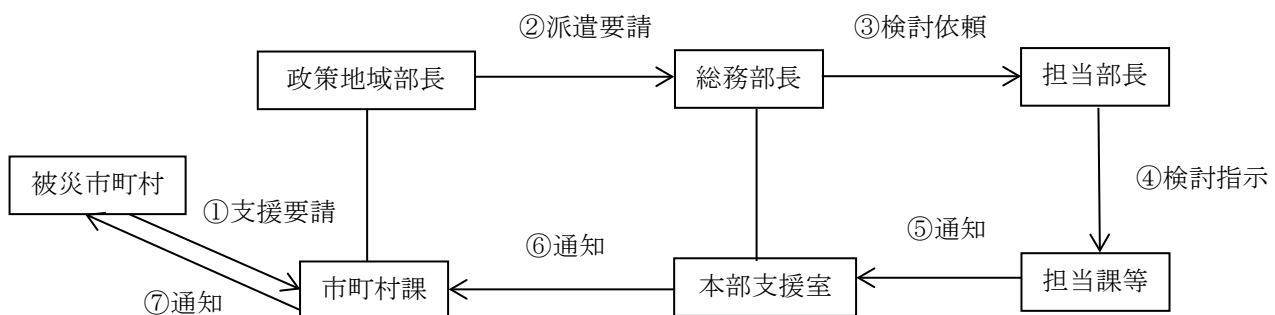 ②派遣要請
③検討依頼
政策地域部長
総務部長
担当部長
被災市町村
①支援要請
④検討指示
⑥通知
⑤通知
⑦通知
市町村課
本部支援室
担当課等